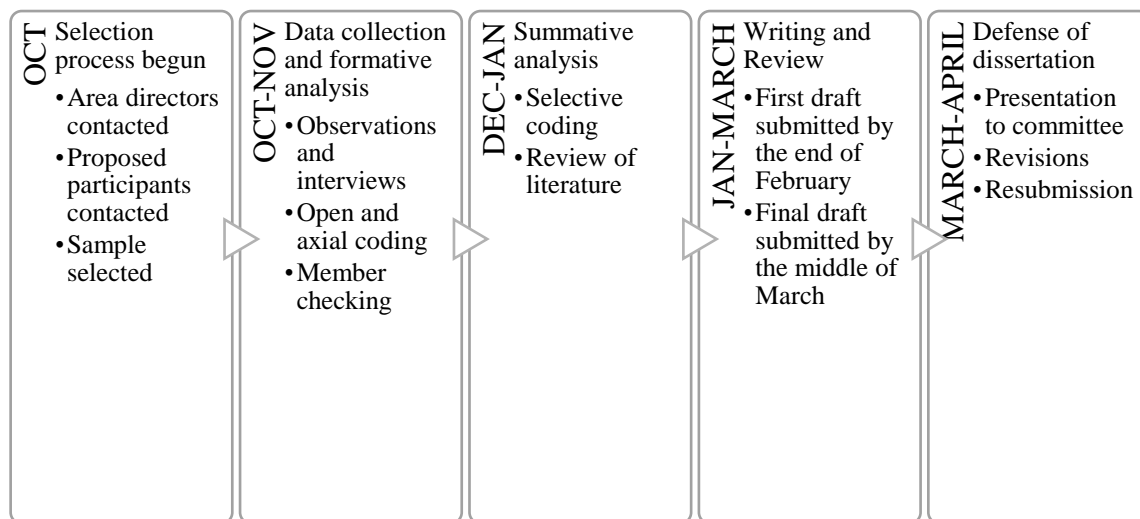 OCT
Selection
process begun
•Area directors
contacted
•Proposed
participants
contacted
•Sample
selected
OCT-NOV
Data collection
and formative
analysis
•Observations
and
interviews
•Open and
axial coding
•Member
checking
DEC-JAN
Summative
analysis
•Selective
coding
•Review of
literature
JAN-MARCH
Writing and
Review
•First draft
submitted by
the end of
February
•Final draft
submitted by
the middle of
March
MARCH-APRIL
Defense of
dissertation
•Presentation
to committee
•Revisions
•Resubmission